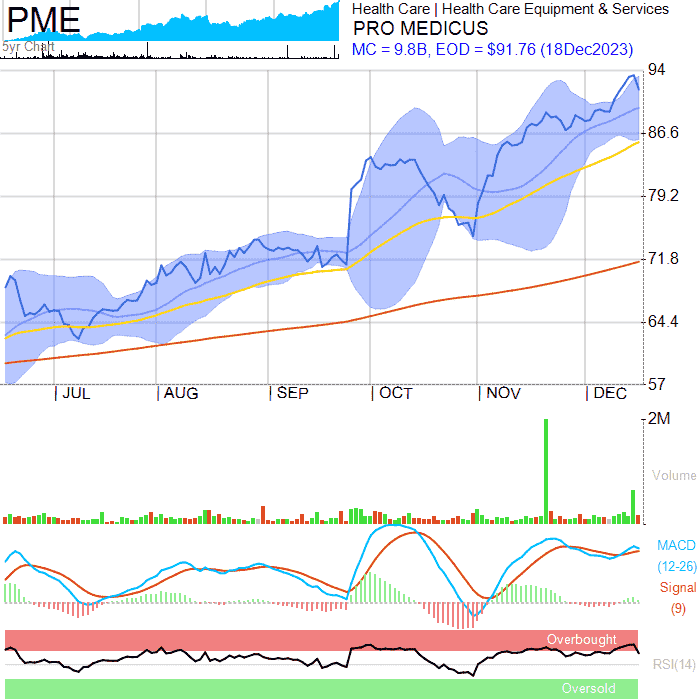 PME
5yr Chart
Health Care | Health Care Equipment & Services
PRO MEDICUS
MC = 9.8B, EOD = $91.76 (18Dec2023)
94
86.6
79.2
71.8
64.4
57
JUL
AUG
SEP
OCT
NOV
DEC
2M
Volume
MACD
(12-26)
Signal
(9)
Overbought
RSI(14)
Oversold